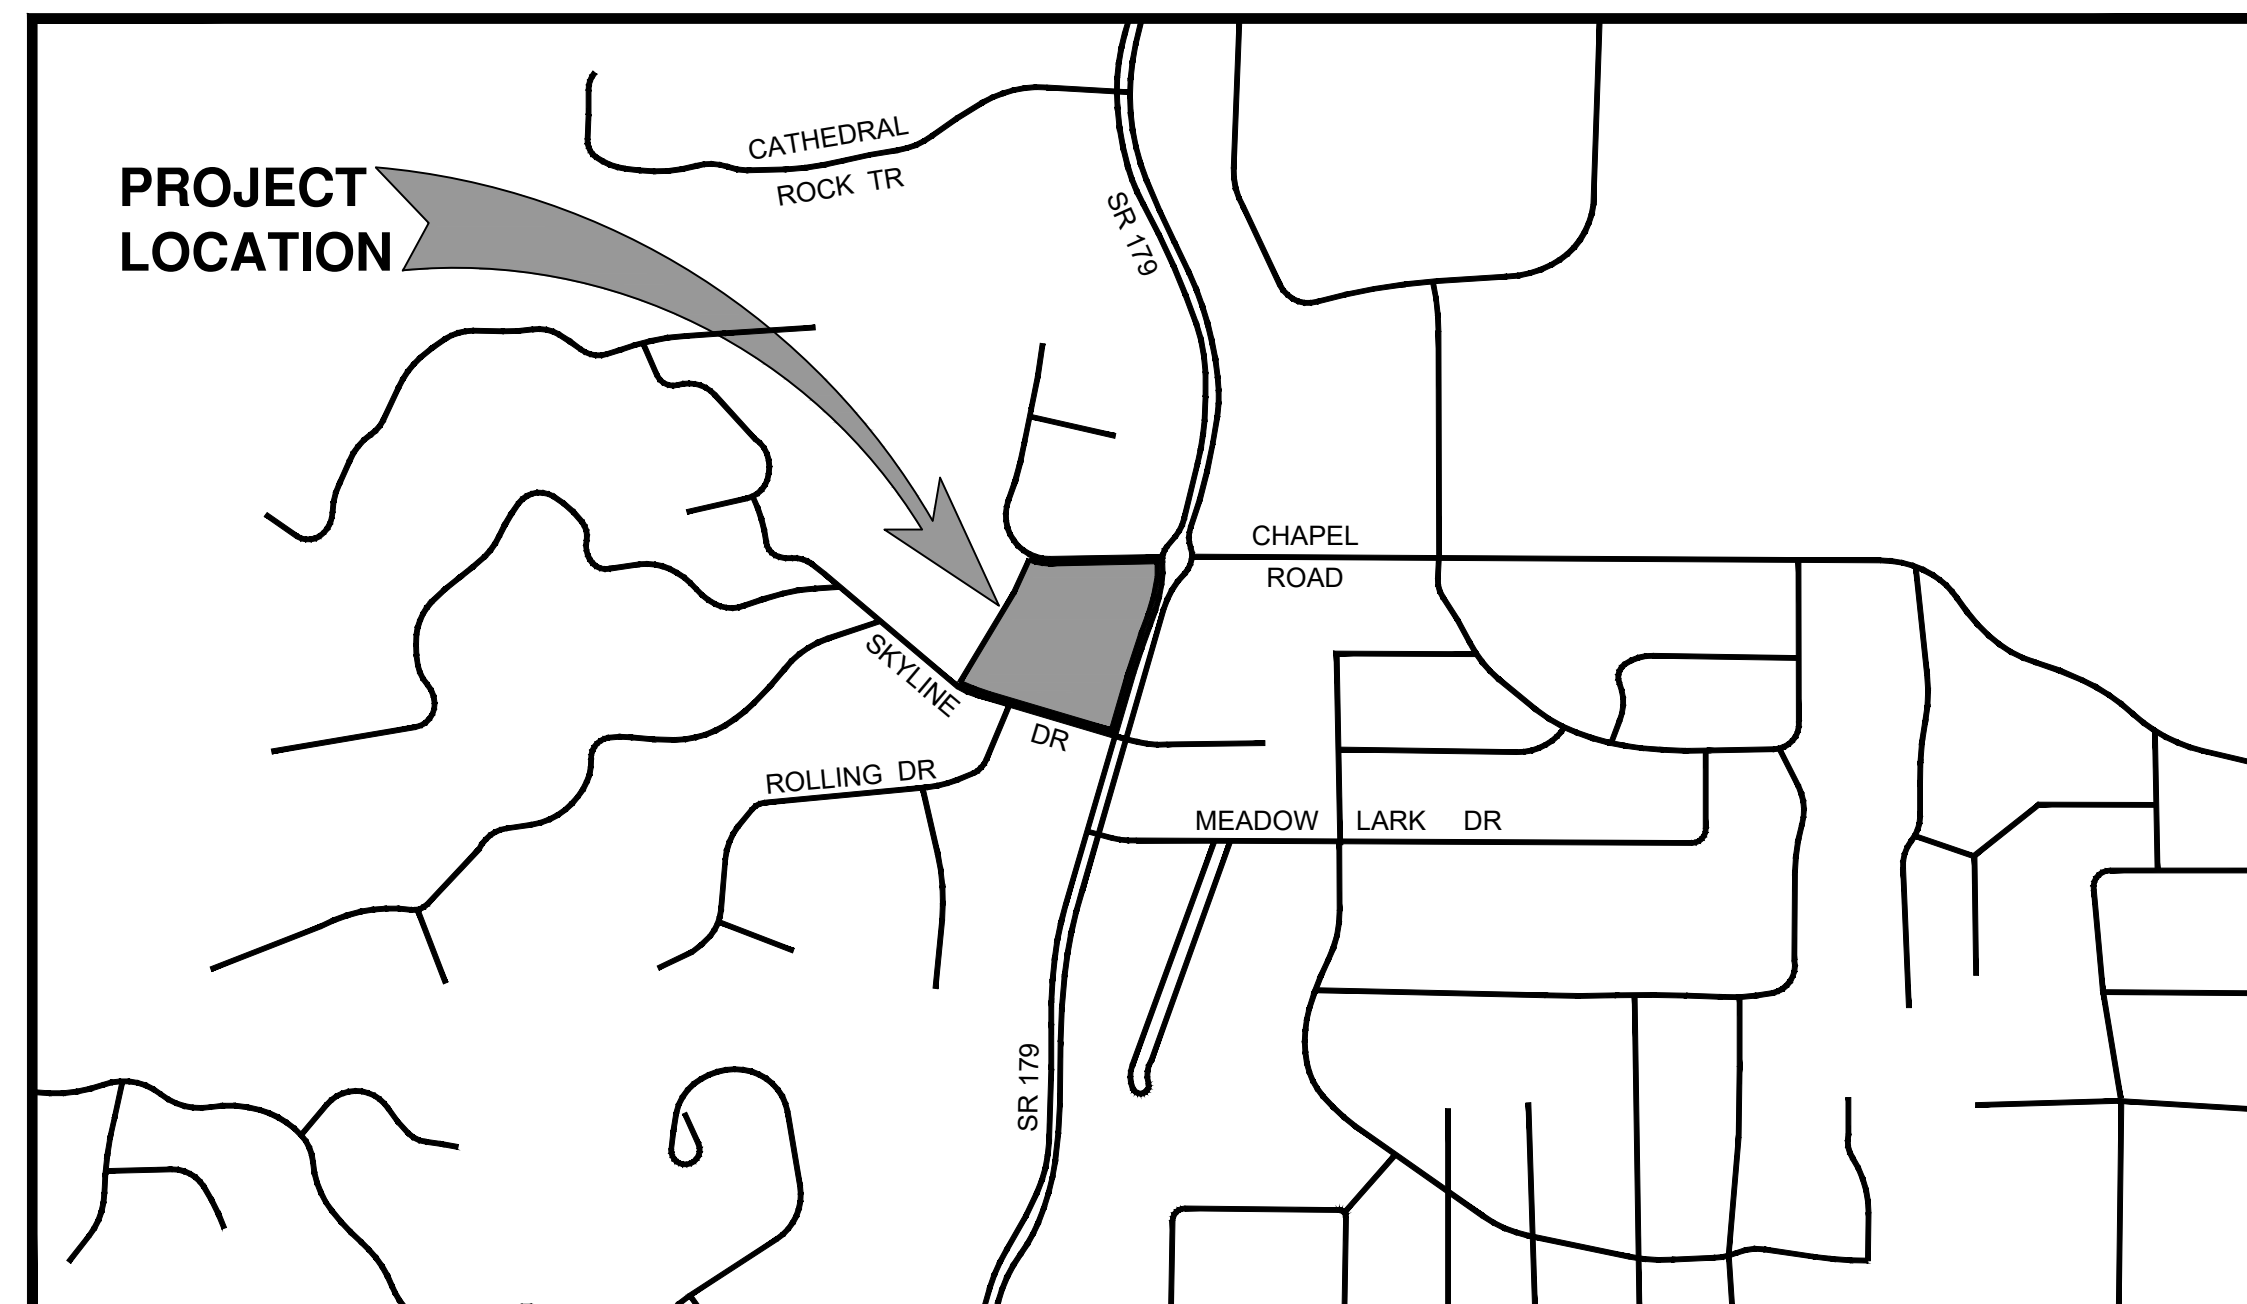 CATHEDRAL
ROCK TR
PROJECT
LOCATION
SR 179
CHAPEL
ROAD
SKYLINE
DR
ROLLING DR
MEADOW LARK DR
SR 179